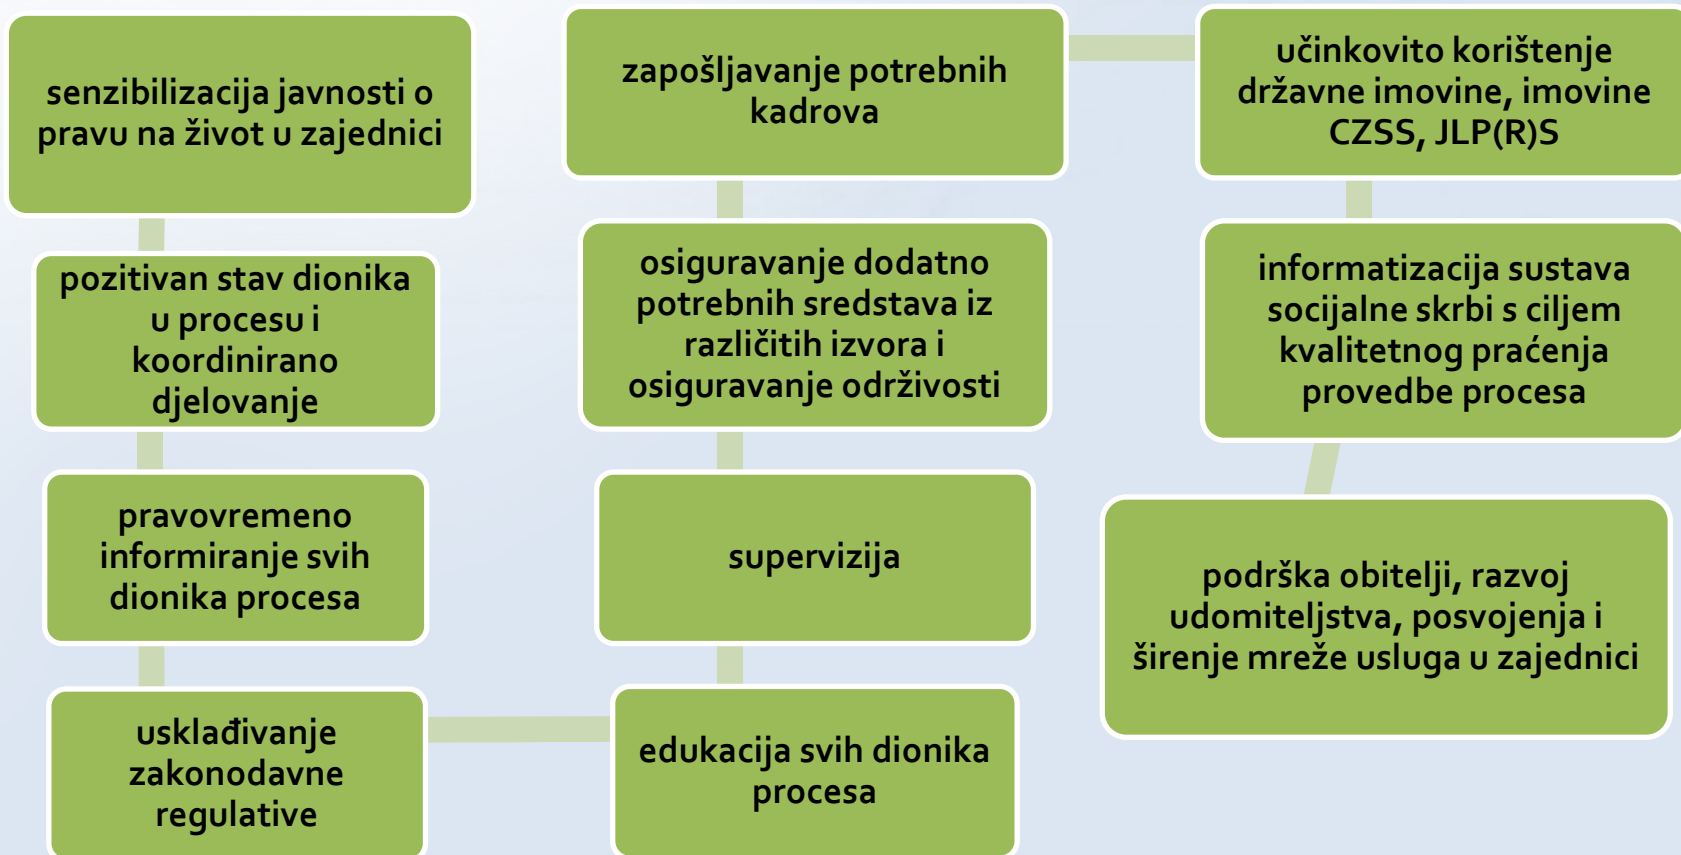 senzibilizacija javnosti o
pravu na život u zajednici
pozitivan stav dionika
u procesu i
koordinirano
djelovanje
pravovremeno
informiranje svih
dionika procesa
usklađivanje
zakonodavne
regulative
edukacija svih dionika
procesa
supervizija
osiguravanje dodatno
potrebnih sredstava iz
različitih izvora i
osiguravanje održivosti
zapošljavanje potrebnih
kadrova
učinkovito korištenje
državne imovine, imovine
CZSS, JLP(R)S
informatizacija sustava
socijalne skrbi s ciljem
kvalitetnog praćenja
provedbe procesa
podrška obitelji, razvoj
udomiteljstva, posvojenja i
širenje mreže usluga u zajednici